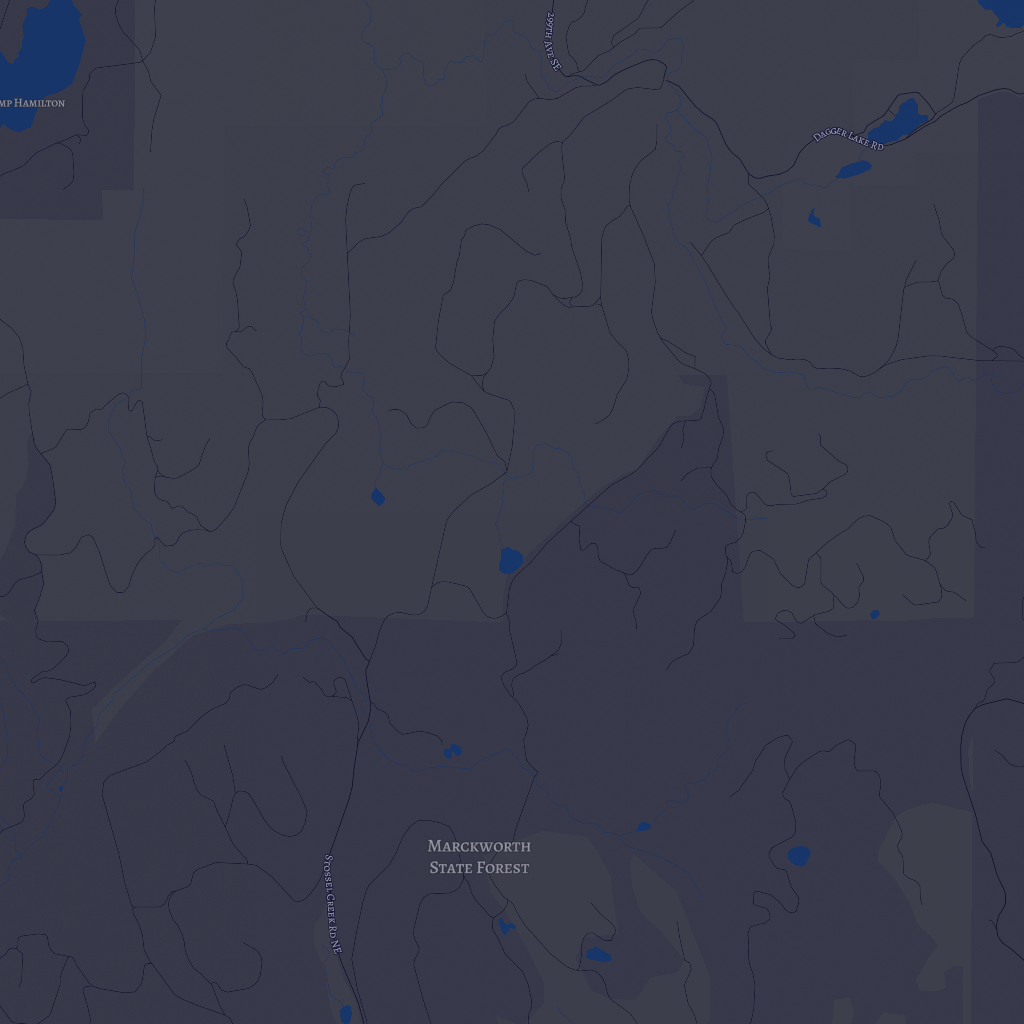 299th Ave SE
mp Hamilton
Dagger Lake Rd
Marckworth
State Forest
Stossel Creek Rd NE